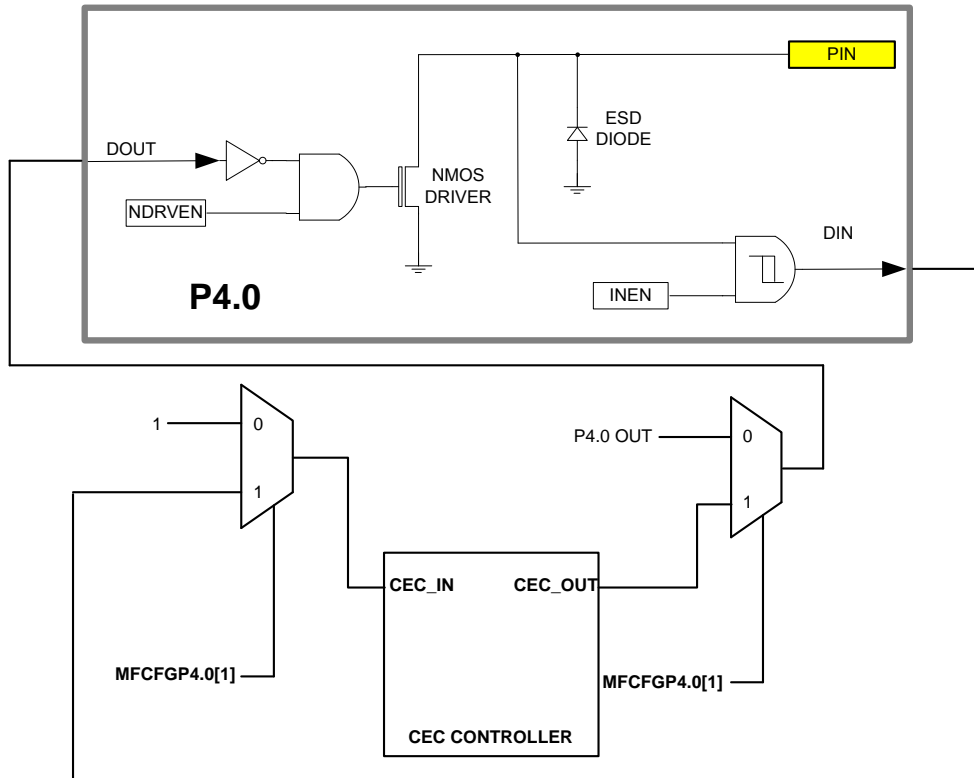 PIN
ESD
DIODE
DOUT
NMOS
DRIVER
NDRVEN
DIN
INEN
P4.0
1
0
1
P4.0 OUT
0
1
CEC_IN
CEC_OUT
MFCFGP4.0[1]
MFCFGP4.0[1]
CEC CONTROLLER